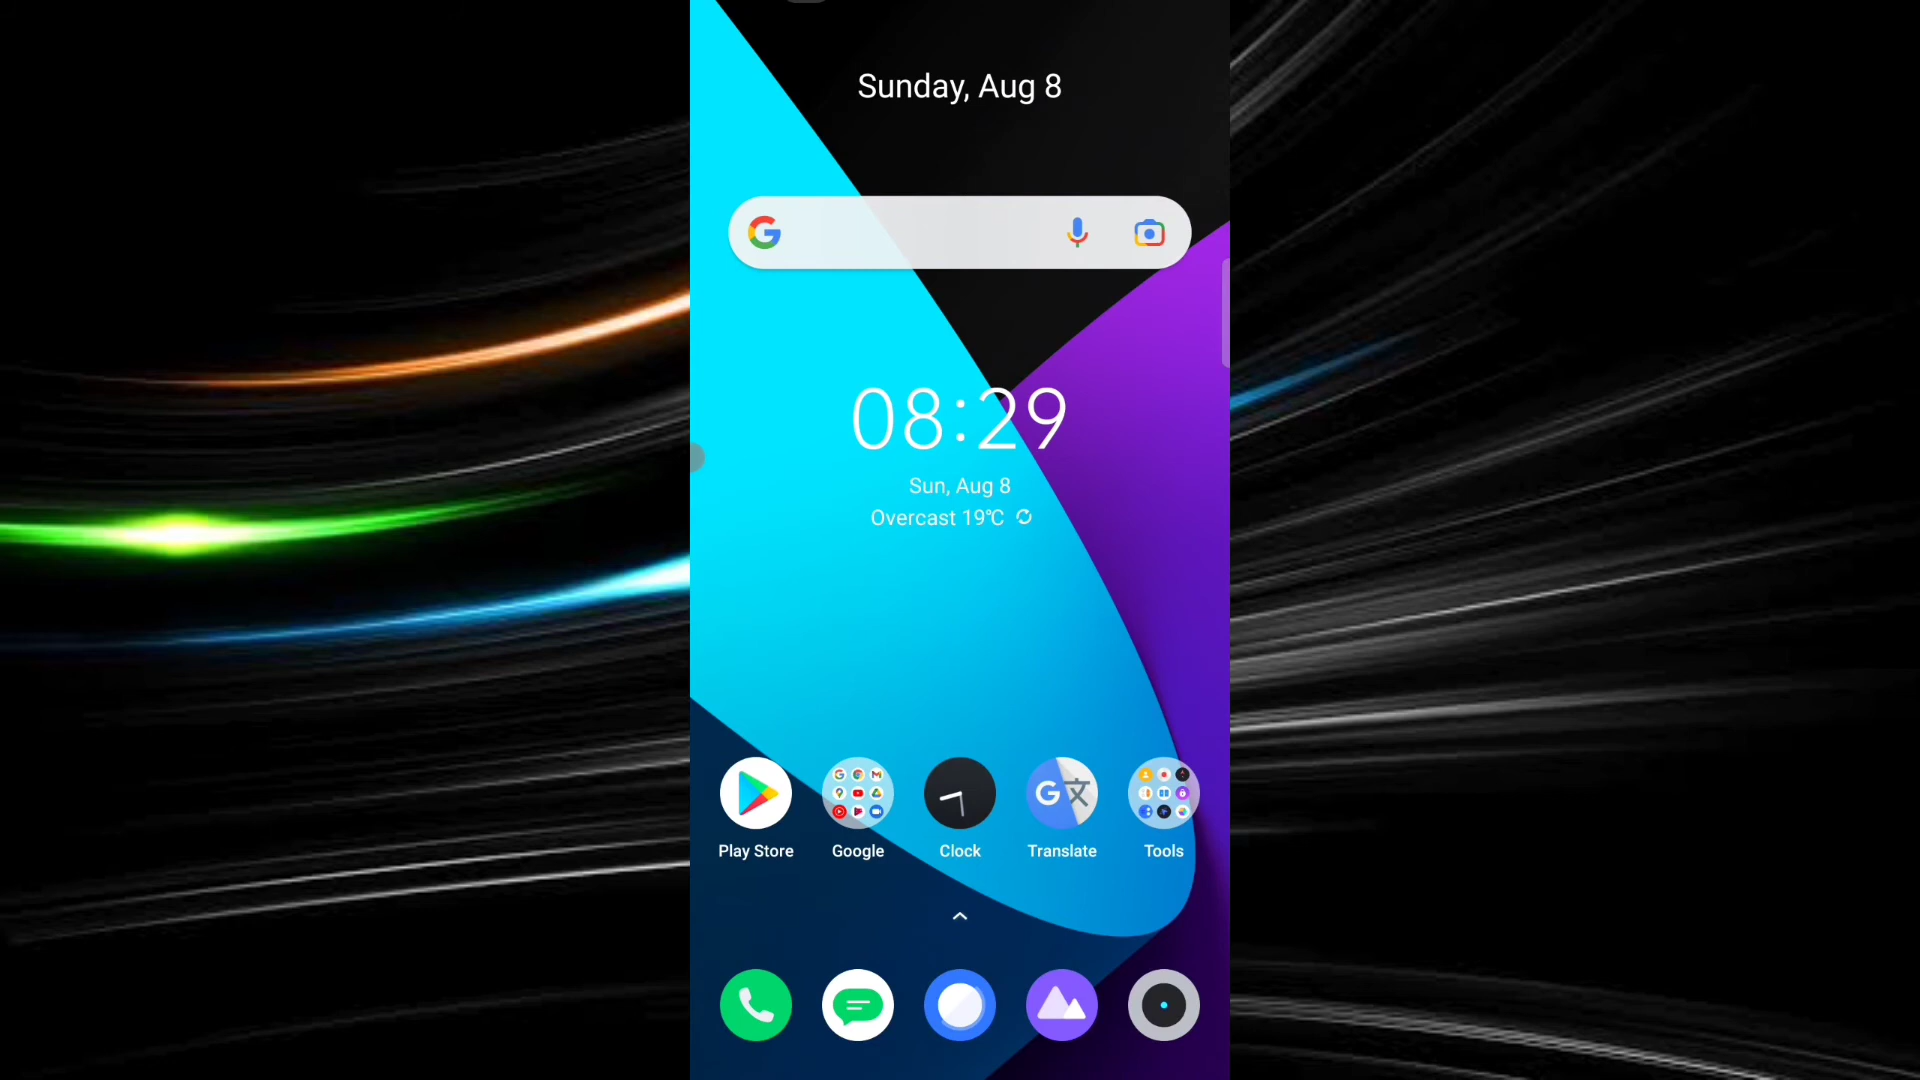 Sunday, Aug 8
08:29
Sun, Aug 8
Overcast 19℃
Play Store
Google
Clock
Translate
Tools